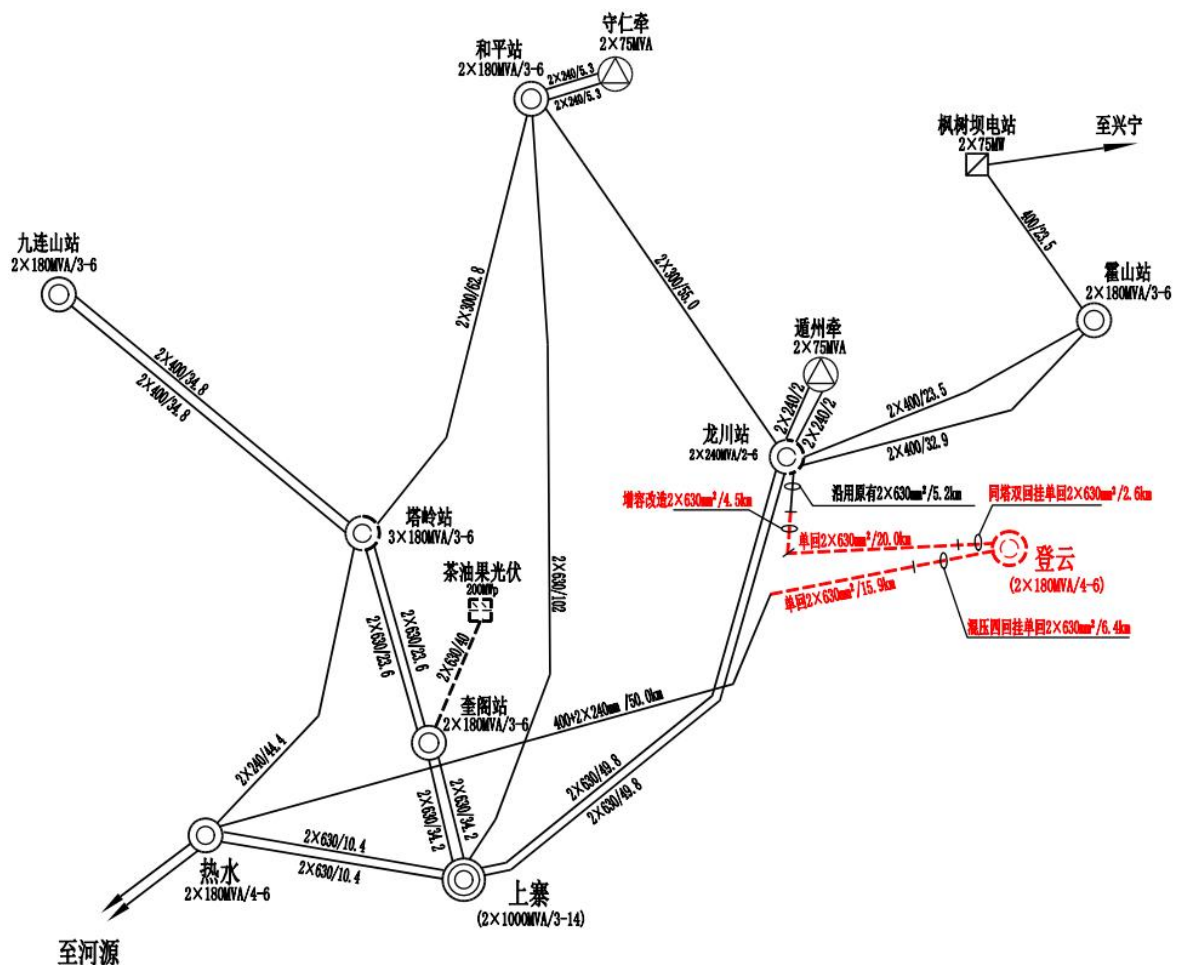 守仁牵
2×75MVA
和平站
2×180MVA/3-6
2×240/5.3
2×240/5.3
枫树坝电站
2×75MW
至兴宁
400/23.5
九连山站
2×180MVA/3-6
霍山站
2×180MVA/3-6
2×300/62.8
2×300/55.0
遁州牵
2×75MVA
2×400/34.8
2×400/34.8
2×240/2
2×240/2
2×400/23.5
2×400/32.9
龙川站
2×240MVA/2-6
增容改造2×630mm²/4.5km
沿用原有2×630mm²/5.2km
同塔双回挂单回2×630mm²/2.6km
塔岭站
3×180MVA/3-6
单回2×630mm²/20.0km
登云
(2×180MVA/4-6)
茶油果光伏
200MVp
2×630/102
单回2×630mm²/15.9km
混压四回挂单回2×630mm²/6.4km
2×630/23.6
2×630/23.6
2×630/40
奎阁站
2×180MVA/3-6
400+2×240mm /50.0km
2×240/44.4
2×630/34.2
2×630/34.2
2×630/49.8
2×630/49.8
2×630/10.4
2×630/10.4
热水
2×180MVA/4-6
上寨
(2×1000MVA/3-14)
至河源